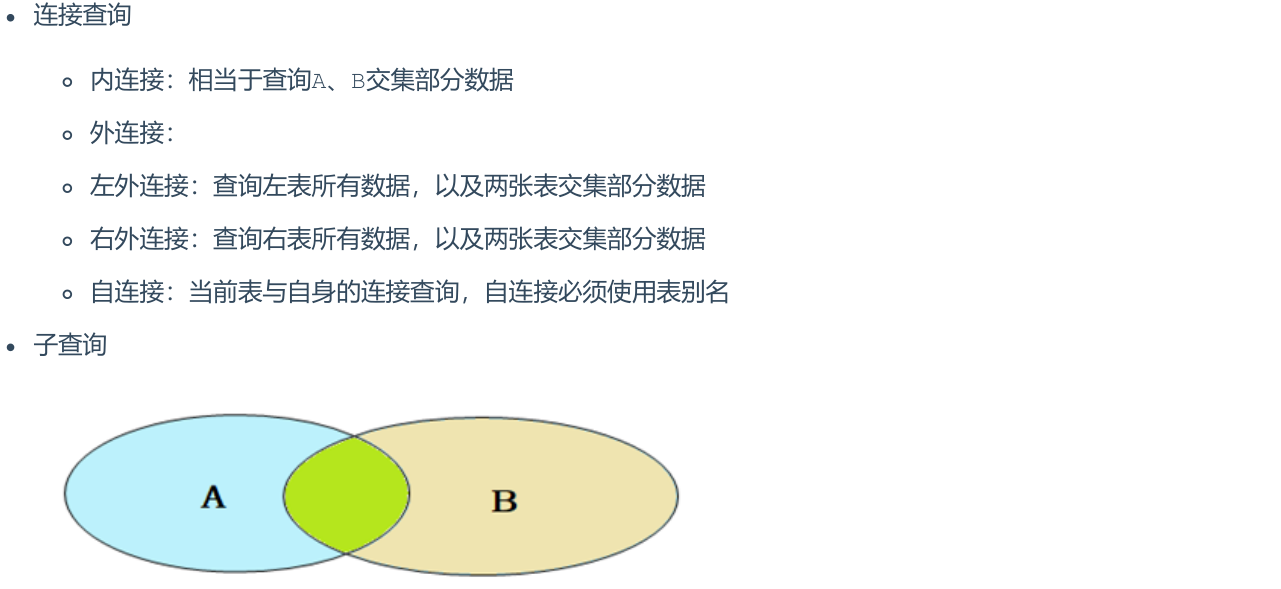 连接查询
内连接：相当于查询A、B交集部分数据
外连接：
左外连接：查询左表所有数据，以及两张表交集部分数据
右外连接：查询右表所有数据，以及两张表交集部分数据
自连接：当前表与自身的连接查询，自连接必须使用表别名
子查询
A B